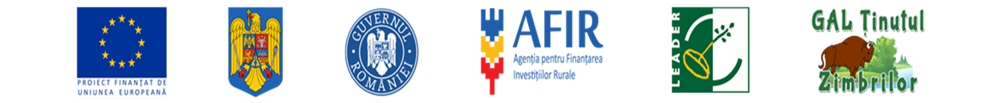 PROIECT FINANȚAT DE
UNIUNEA EUROPEANĂ
GUVERNUL
ROMÂNIEI
AFIR
Agenția pentru Finanțarea
Investițiilor Rurale
LEADER
GAL Ținutul
Zimbrilor